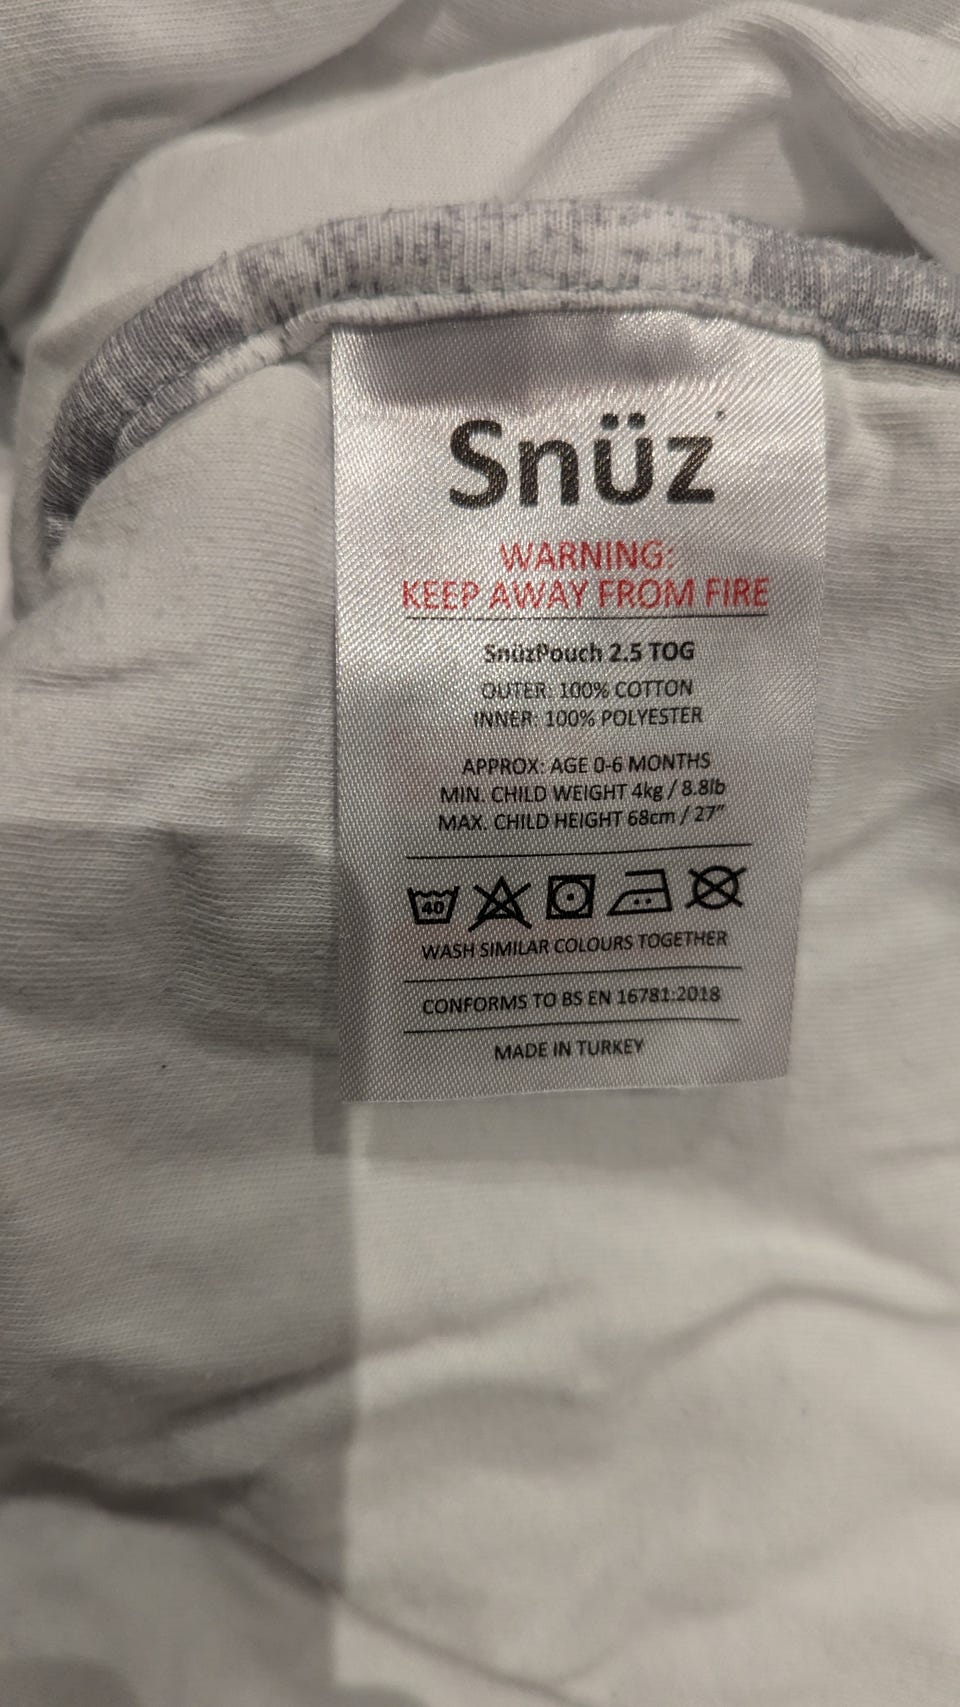 Snüz
WARNING:
KEEP AWAY FROM FIRE
SnüzPouch 2.5 TOG
OUTER: 100% COTTON
INNER: 100% POLYESTER
APPROX: AGE 0-6 MONTHS
MIN. CHILD WEIGHT 4kg / 8.8lb
MAX. CHILD HEIGHT 68cm / 27”
40
WASH SIMILAR COLOURS TOGETHER
CONFORMS TO BS EN 16781:2018
MADE IN TURKEY